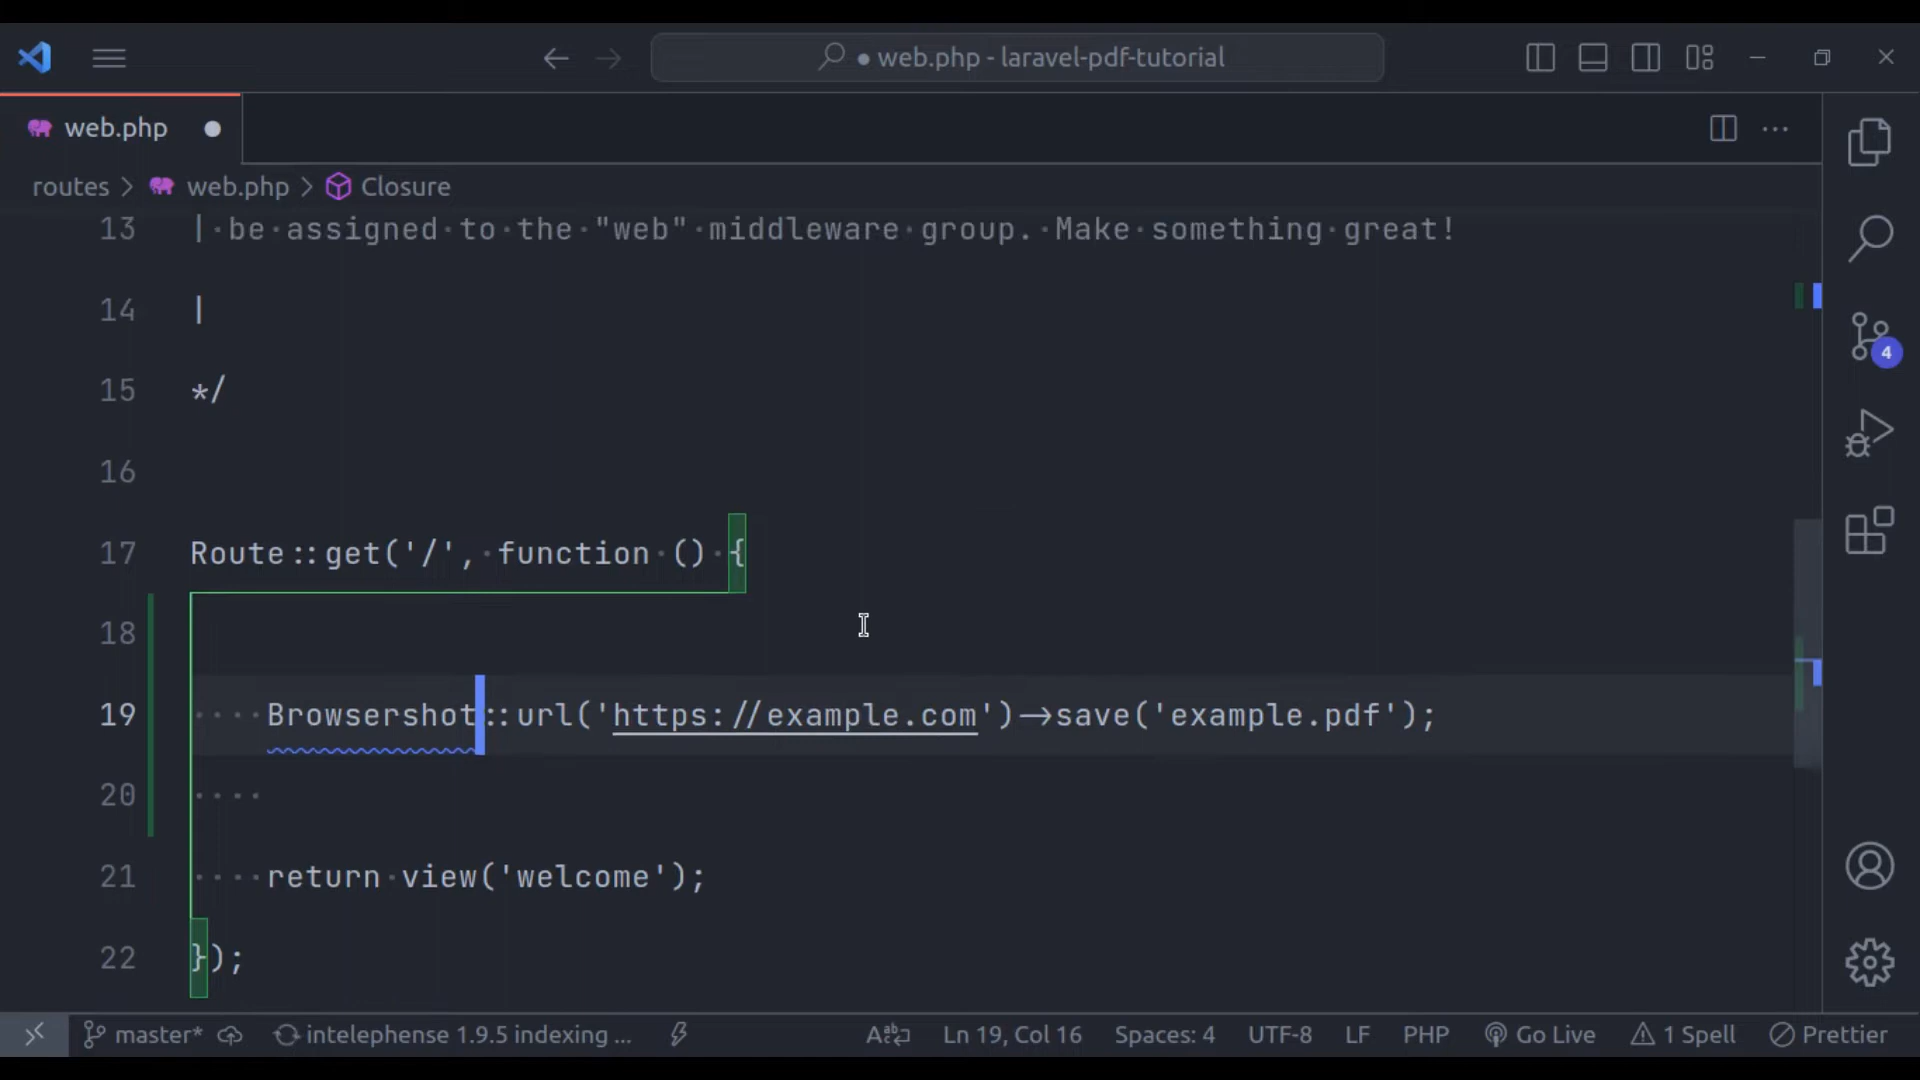 web.php - laravel-pdf-tutorial
web.php
routes > web.php > Closure
13 | be assigned to the "web" middleware group. Make something great!
14 |
15 */
16
17 Route::get('/', function () {
18
19 Browsershot::url('https://example.com')->save('example.pdf');
20
21 return view('welcome');
22 });
4
master* intelephense 1.9.5 indexing ... Ln 19, Col 16 Spaces: 4 UTF-8 LF PHP Go Live 1 Spell Prettier